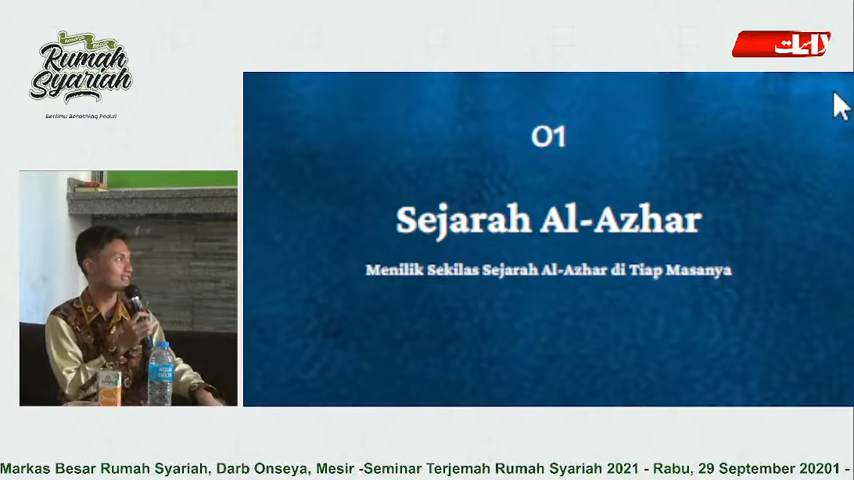 Rumah
Syariah
Berilmu Berakhlaq Peduli
01
Sejarah Al-Azhar
Menilik Sekilas Sejarah Al-Azhar di Tiap Masanya
Markas Besar Rumah Syariah, Darb Onseya, Mesir -Seminar Terjemah Rumah Syariah 2021 - Rabu, 29 September 20201 -